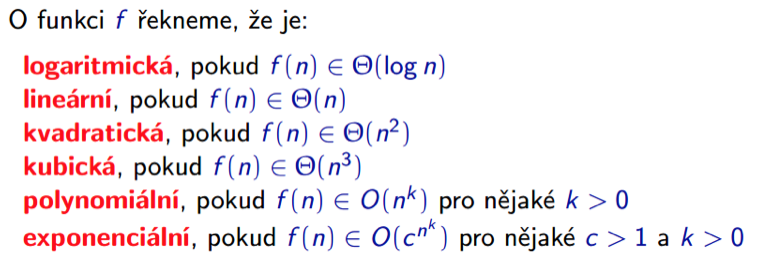 O funkci f řekneme, že je:
logaritmická, pokud f(n) ∈ Θ(log n)
lineární, pokud f(n) ∈ Θ(n)
kvadratická, pokud f(n) ∈ Θ(n²)
kubická, pokud f(n) ∈ Θ(n³)
polynomiální, pokud f(n) ∈ O(nᵏ) pro nějaké k > 0
exponenciální, pokud f(n) ∈ O(c^{n^k}) pro nějaké c > 1 a k > 0